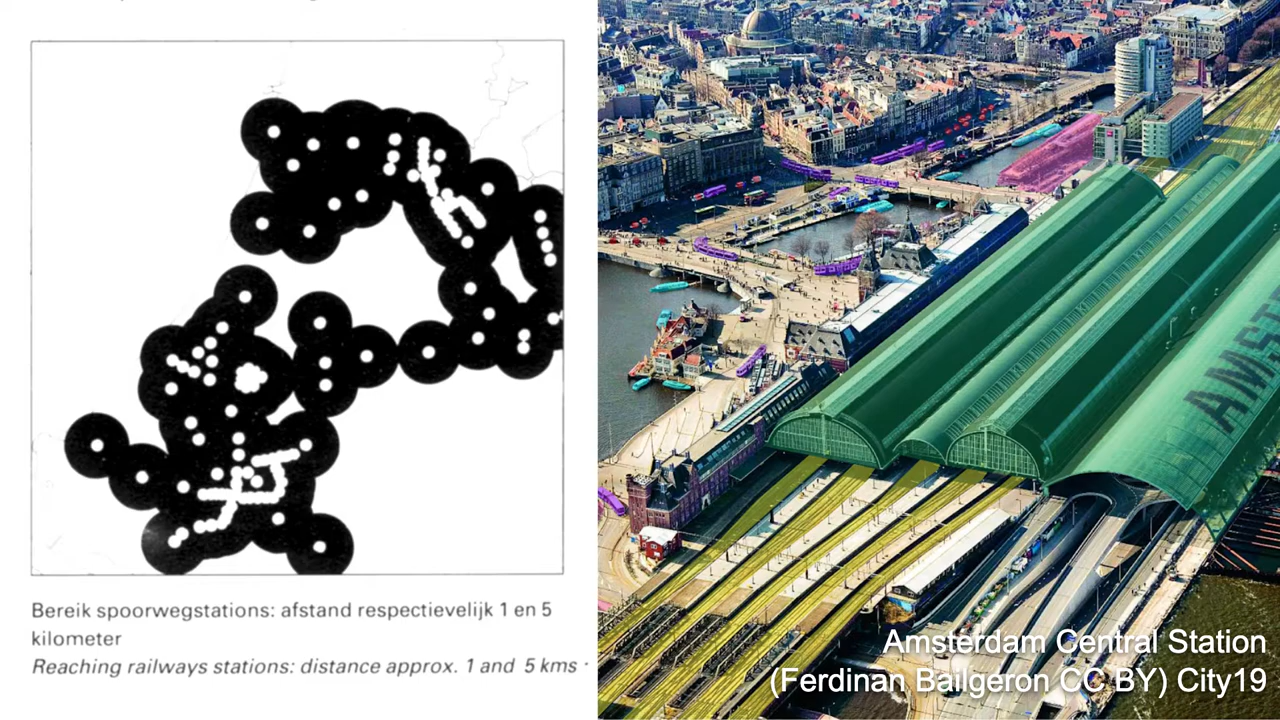 Bereik spoorwegstations: afstand respectievelijk 1 en 5
kilometer
Reaching railways stations: distance approx. 1 and 5 kms
AMST
Amsterdam Central Station
(Ferdinan Bailgeron CC BY) City19